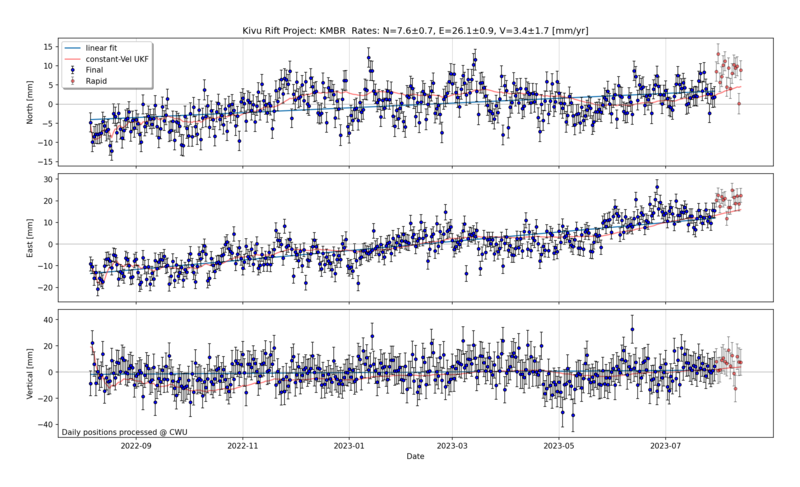 Kivu Rift Project: KMBR Rates: N=7.6±0.7, E=26.1±0.9, V=3.4±1.7 [mm/yr]
linear fit
constant-Vel UKF
Final
Rapid
15
10
5
0
−5
−10
−15
North [mm]
30
20
10
0
−10
−20
East [mm]
40
20
0
−20
−40
Vertical [mm]
Daily positions processed @ CWU
2022-09
2022-11
2023-01
2023-03
2023-05
2023-07
Date